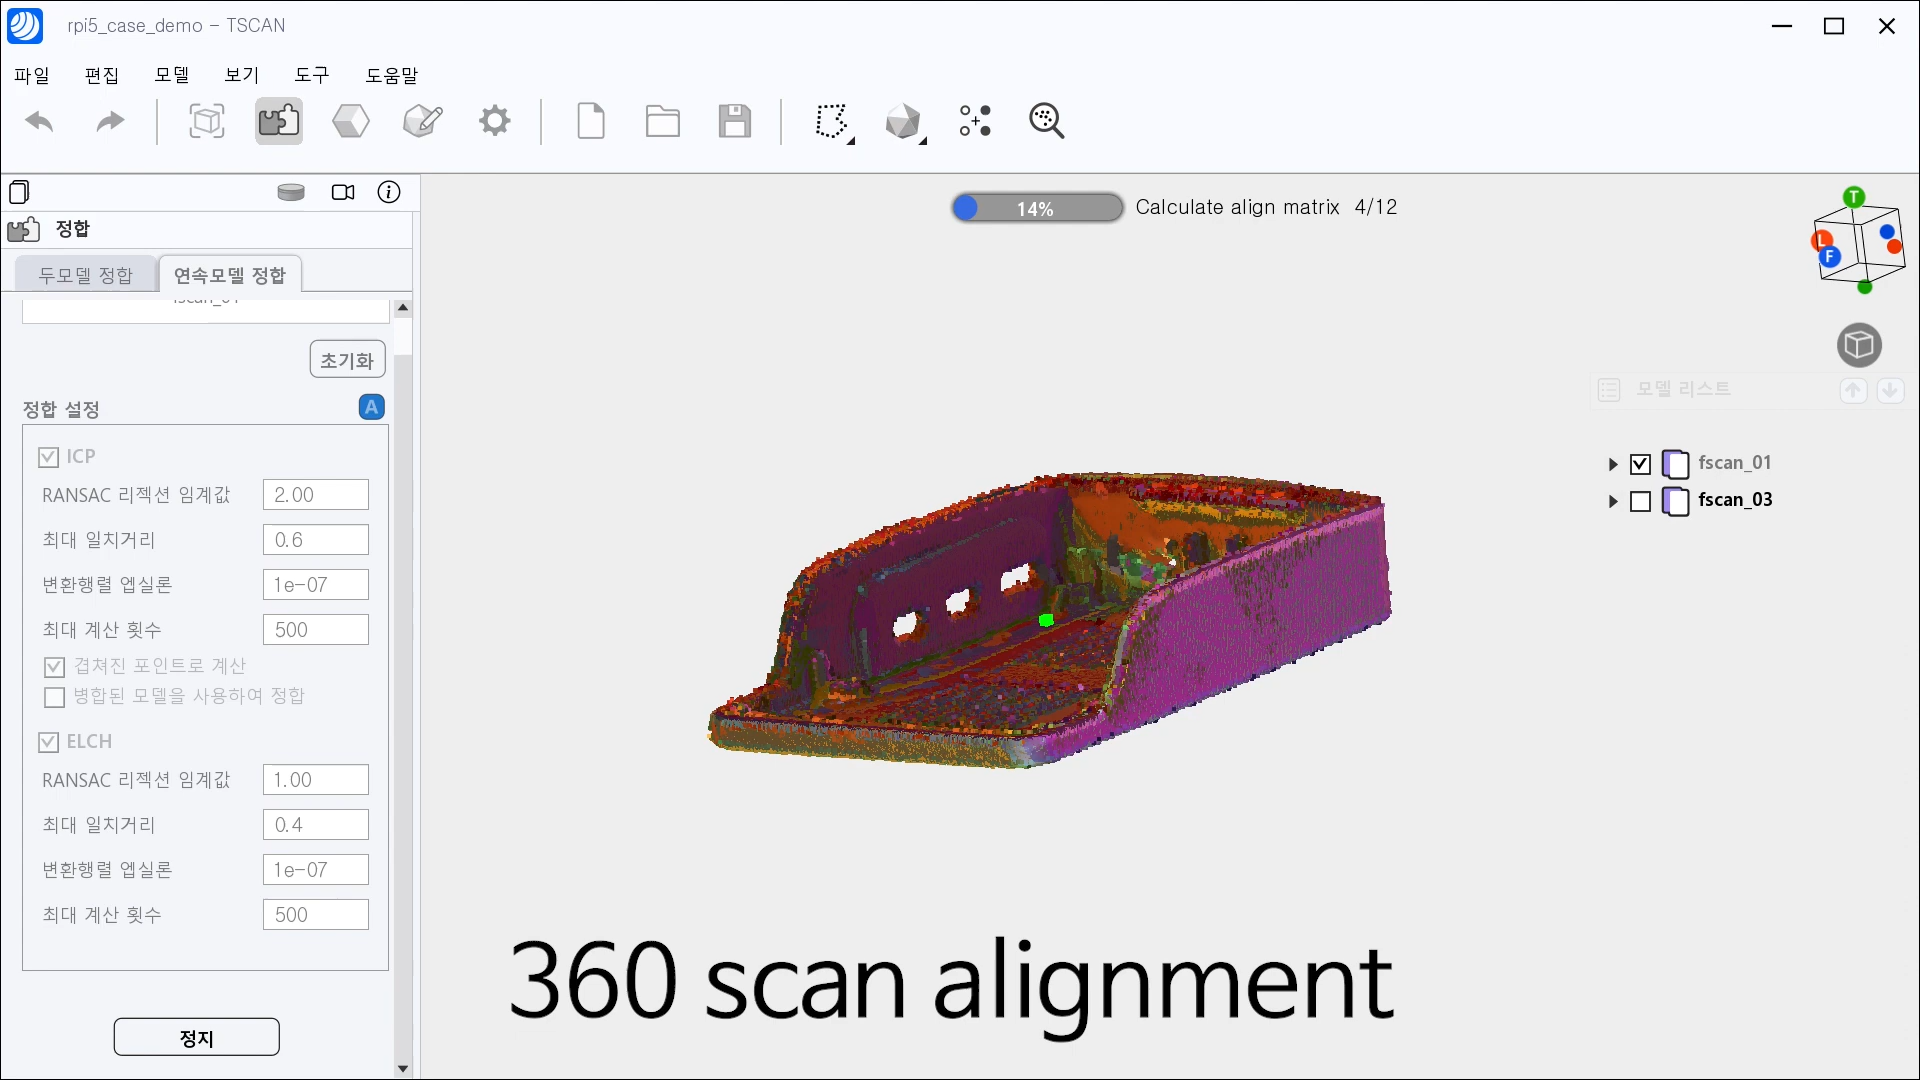 rpi5_case_demo - TSCAN
파일 편집 모델 보기 도구 도움말
14% Calculate align matrix 4/12
T
L
F
정합
두모델 정합 연속모델 정합
초기화
정합 설정 A
ICP
RANSAC 리젝션 임계값 2.00
최대 일치거리 0.6
변환행렬 엡실론 1e-07
최대 계산 횟수 500
겹쳐진 포인트로 계산
병합된 모델을 사용하여 정합
ELCH
RANSAC 리젝션 임계값 1.00
최대 일치거리 0.4
변환행렬 엡실론 1e-07
최대 계산 횟수 500
정지
모델 리스트
fscan_01
fscan_03
360 scan alignment